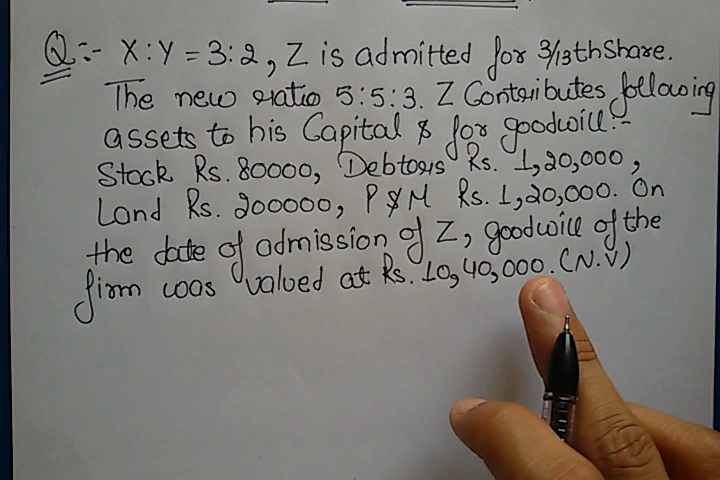 Q:- X:Y = 3:2, Z is admitted for 3/13th Share.
The new ratio 5:5:3. Z Contributes following
assets to his Capital & for goodwill:-
Stock Rs. 80000, Debtors Rs. 1,20,000,
Land Rs. 200000, P & M Rs. 1,20,000. On
the date of admission of Z, goodwill of the
firm was valued at Rs. 10,40,000. (N.V)